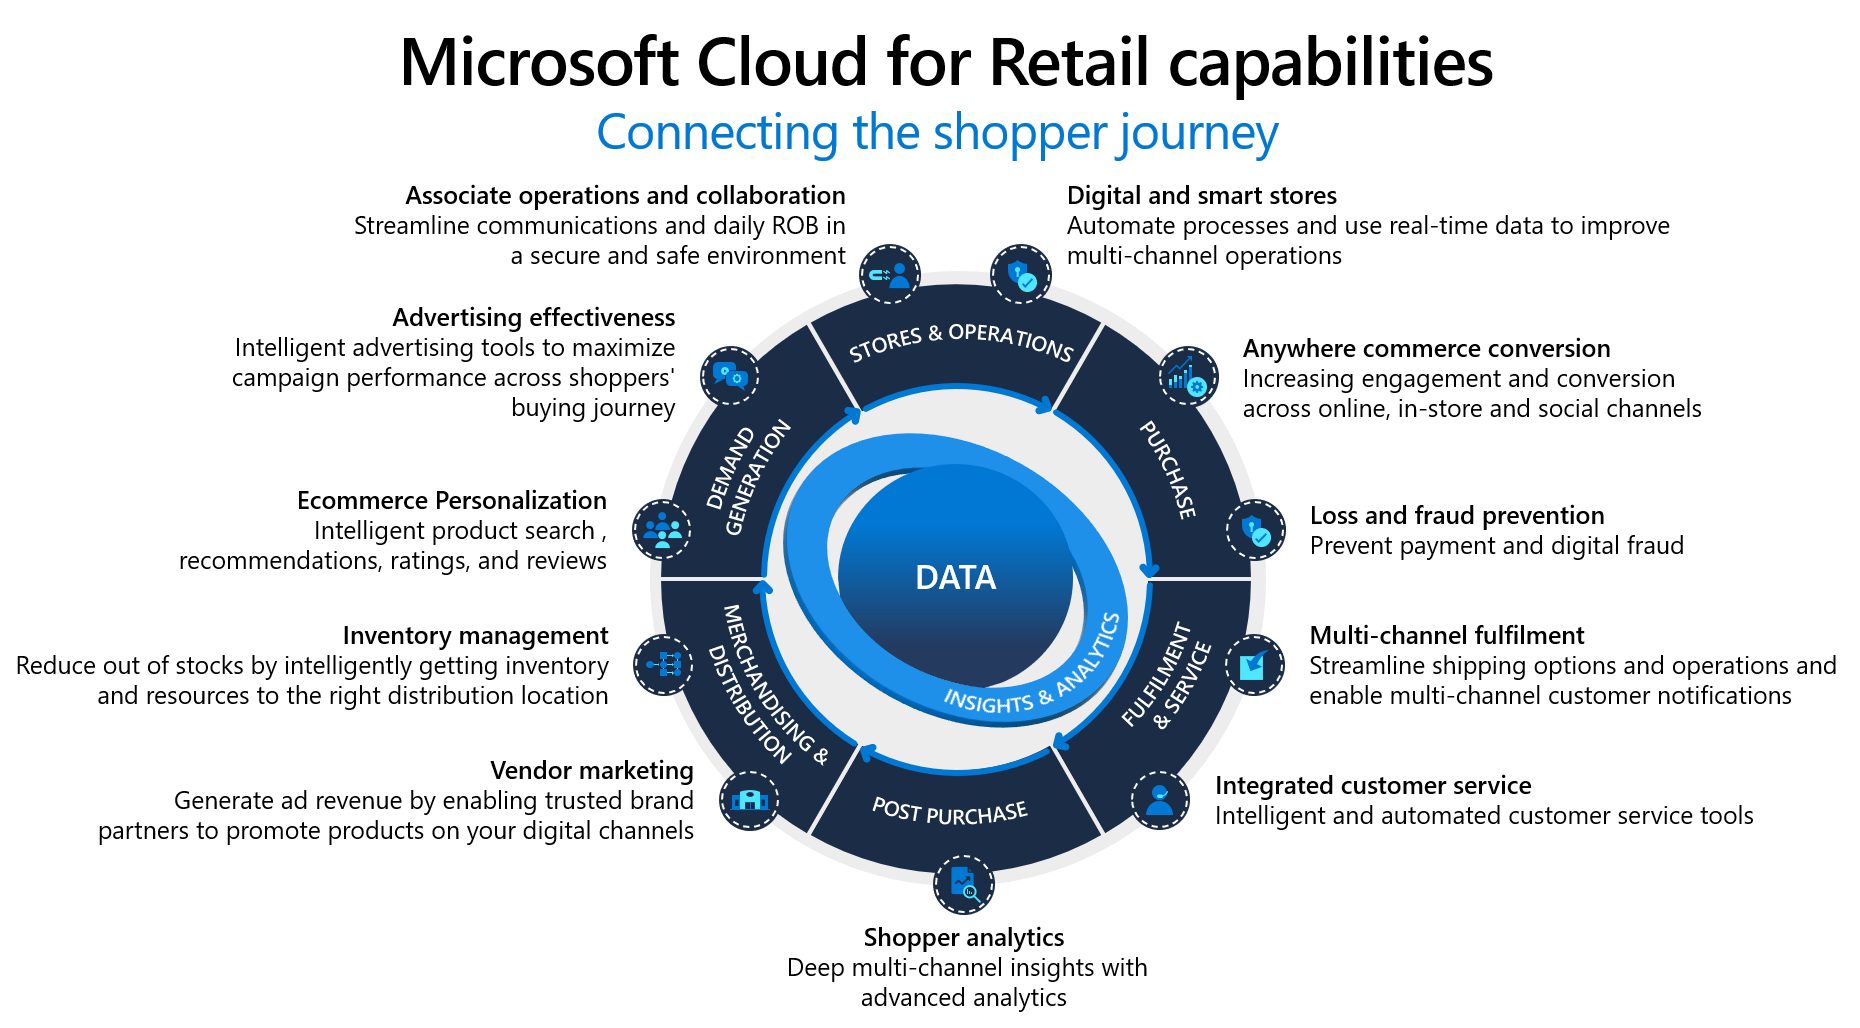 Microsoft Cloud for Retail capabilities
Connecting the shopper journey
Associate operations and collaboration
Streamline communications and daily ROB in
a secure and safe environment
Digital and smart stores
Automate processes and use real-time data to improve
multi-channel operations
Advertising effectiveness
Intelligent advertising tools to maximize
campaign performance across shoppers'
buying journey
Anywhere commerce conversion
Increasing engagement and conversion
across online, in-store and social channels
Ecommerce Personalization
Intelligent product search ,
recommendations, ratings, and reviews
Loss and fraud prevention
Prevent payment and digital fraud
Inventory management
Reduce out of stocks by intelligently getting inventory
and resources to the right distribution location
Multi-channel fulfilment
Streamline shipping options and operations and
enable multi-channel customer notifications
Vendor marketing
Generate ad revenue by enabling trusted brand
partners to promote products on your digital channels
Integrated customer service
Intelligent and automated customer service tools
Shopper analytics
Deep multi-channel insights with
advanced analytics
STORES & OPERATIONS
PURCHASE
FULFILMENT
& SERVICE
POST PURCHASE
MERCHANDISING &
DISTRIBUTION
DEMAND
GENERATION
DATA
INSIGHTS & ANALYTICS